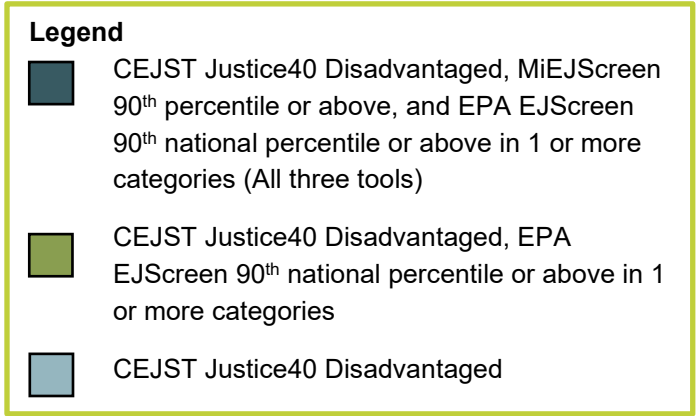 Legend
CEJST Justice40 Disadvantaged, MiEJScreen
90th percentile or above, and EPA EJScreen
90th national percentile or above in 1 or more
categories (All three tools)
CEJST Justice40 Disadvantaged, EPA
EJScreen 90th national percentile or above in 1
or more categories
CEJST Justice40 Disadvantaged